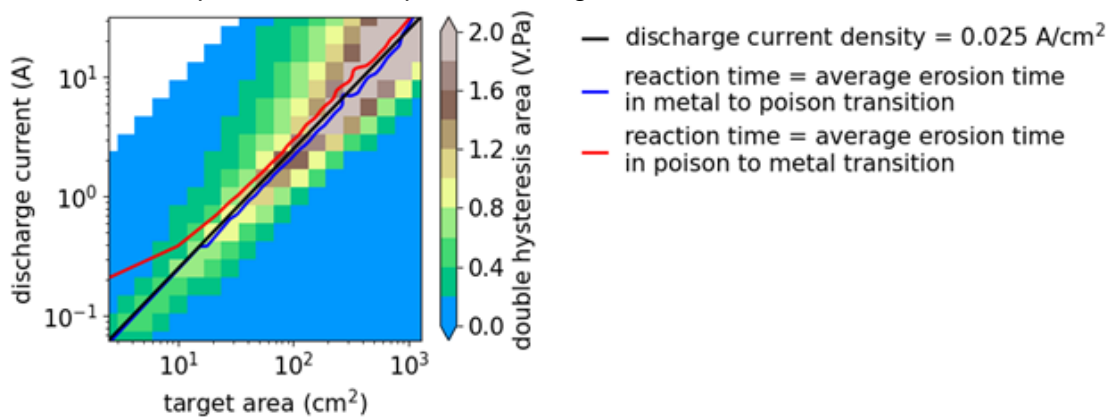 discharge current density = 0.025 A/cm²
reaction time = average erosion time
in metal to poison transition
reaction time = average erosion time
in poison to metal transition
discharge current (A)
10¹
10⁰
10⁻¹
10¹
10²
10³
target area (cm²)
2.0
1.6
1.2
0.8
0.4
0.0
double hysteresis area (V.Pa)